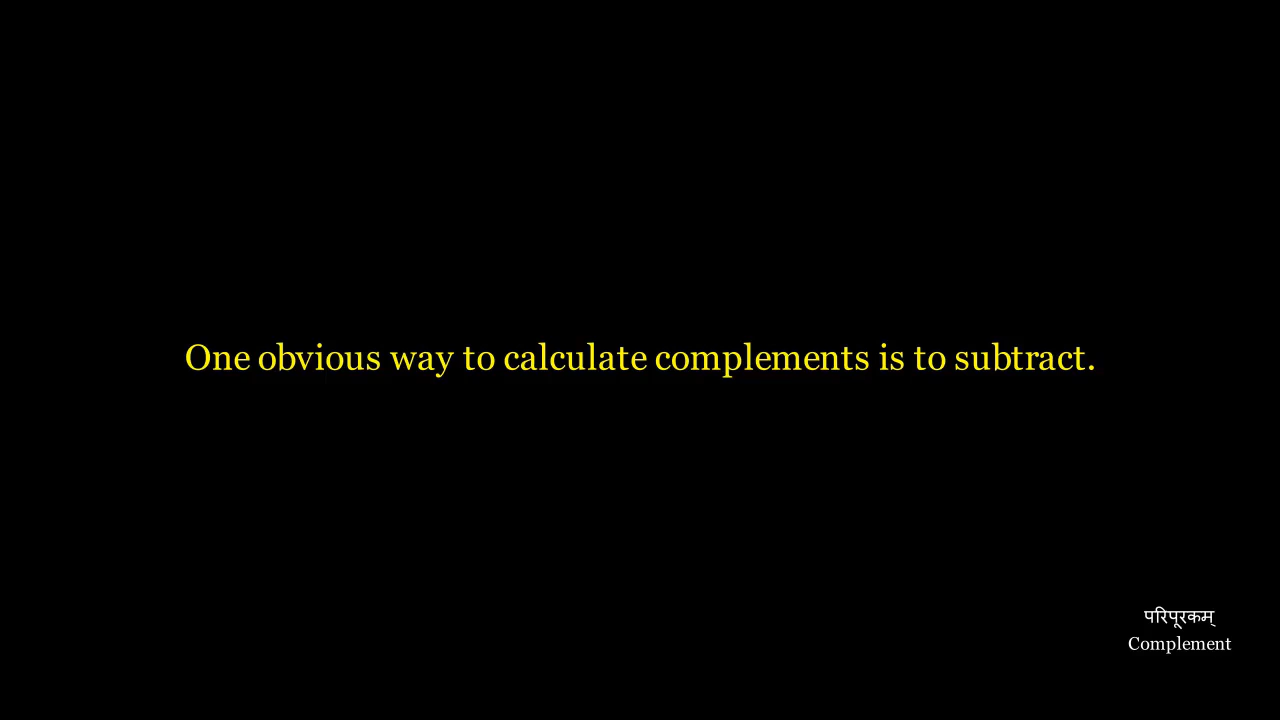 One obvious way to calculate complements is to subtract.
परिपूरकम्
Complement